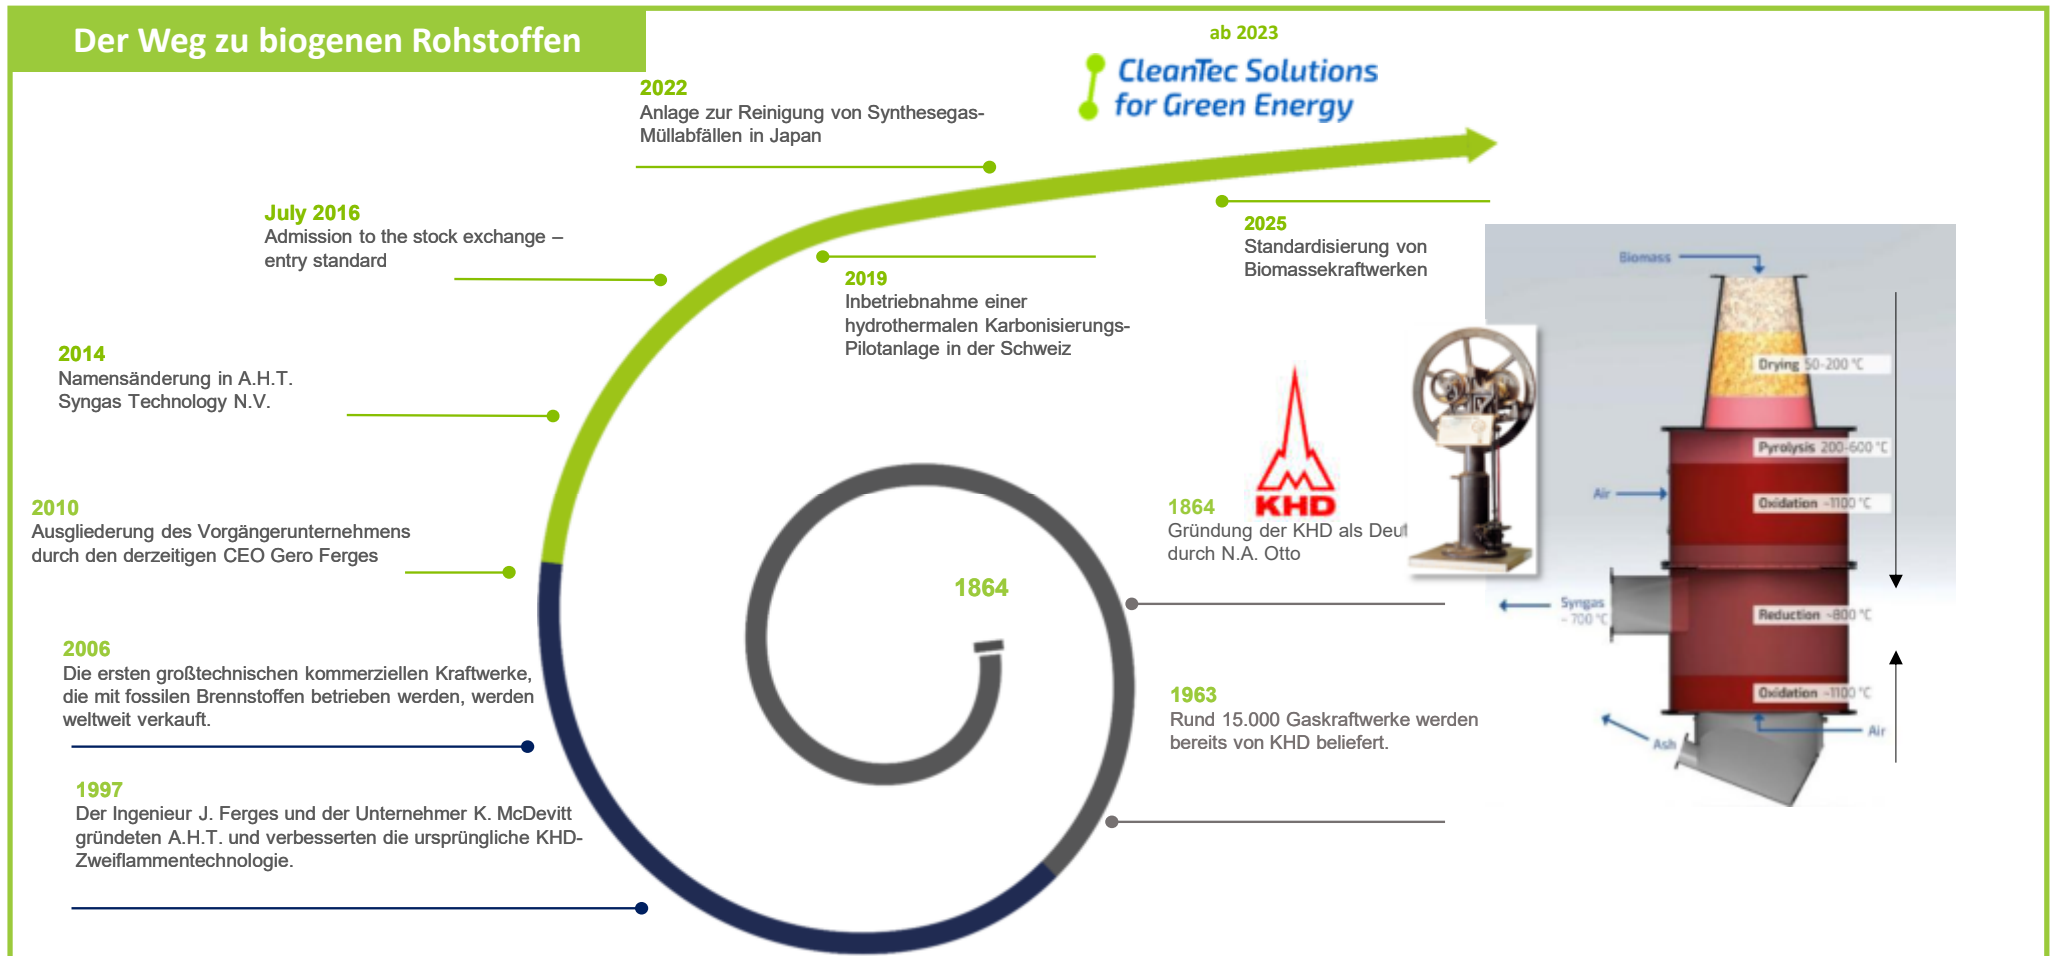 Der Weg zu biogenen Rohstoffen
ab 2023
CleanTec Solutions
for Green Energy
2022
Anlage zur Reinigung von Synthesegas-
Müllabfällen in Japan
July 2016
Admission to the stock exchange –
entry standard
2025
Standardisierung von
Biomassekraftwerken
2019
Inbetriebnahme einer
hydrothermalen Karbonisierungs-
Pilotanlage in der Schweiz
2014
Namensänderung in A.H.T.
Syngas Technology N.V.
2010
Ausgliederung des Vorgängerunternehmens
durch den derzeitigen CEO Gero Ferges
KHD
1864
Gründung der KHD als Deut
durch N.A. Otto
1864
2006
Die ersten großtechnischen kommerziellen Kraftwerke,
die mit fossilen Brennstoffen betrieben werden, werden
weltweit verkauft.
1963
Rund 15.000 Gaskraftwerke werden
bereits von KHD beliefert.
1997
Der Ingenieur J. Ferges und der Unternehmer K. McDevitt
gründeten A.H.T. und verbesserten die ursprüngliche KHD-
Zweiflammentechnologie.
Biomass
Drying 50-200 °C
Pyrolysis 200-600 °C
Air
Oxidation ~1100 °C
Syngas
~ 700 °C
Reduction ~800 °C
Oxidation ~1100 °C
Air
Ash